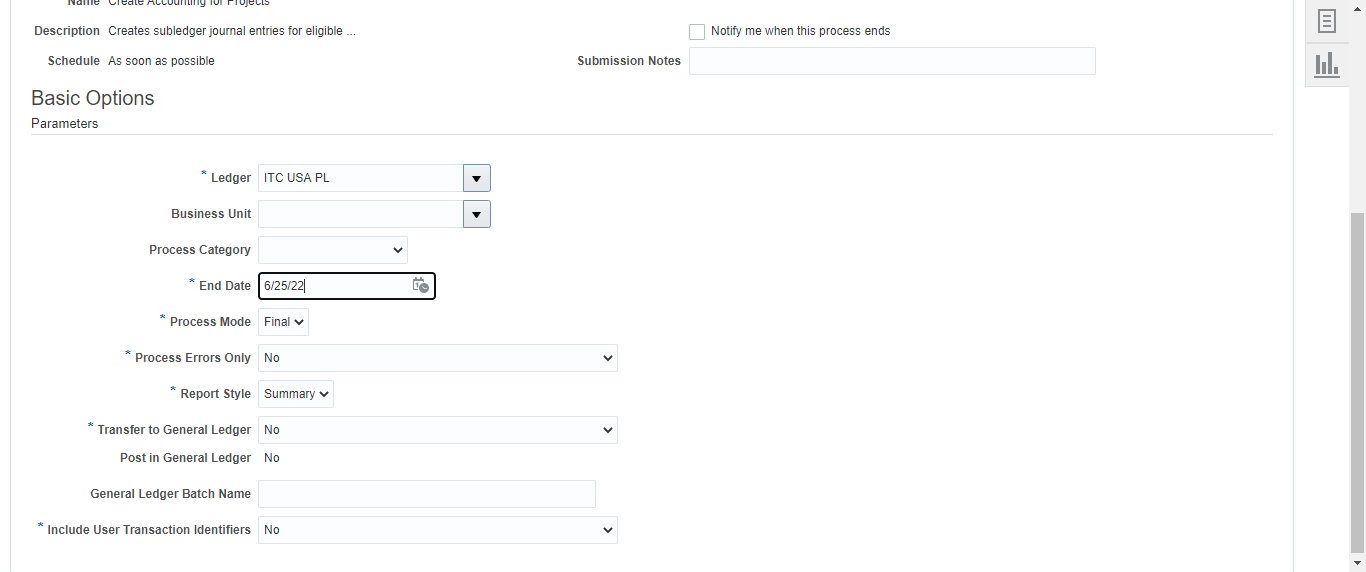 Name Create Accounting for Projects
Description Creates subledger journal entries for eligible ...
Notify me when this process ends
Schedule As soon as possible
Submission Notes
Basic Options
Parameters
* Ledger ITC USA PL
Business Unit
Process Category
* End Date 6/25/22
* Process Mode Final
* Process Errors Only No
* Report Style Summary
* Transfer to General Ledger No
Post in General Ledger No
General Ledger Batch Name
* Include User Transaction Identifiers No